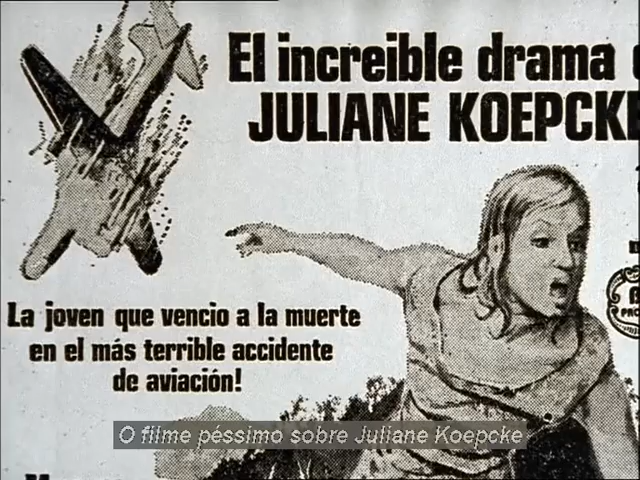 El increible drama
JULIANE KOEPCK
La joven que vencio a la muerte
en el más terrible accidente
de aviación!
O filme péssimo sobre Juliane Koepcke